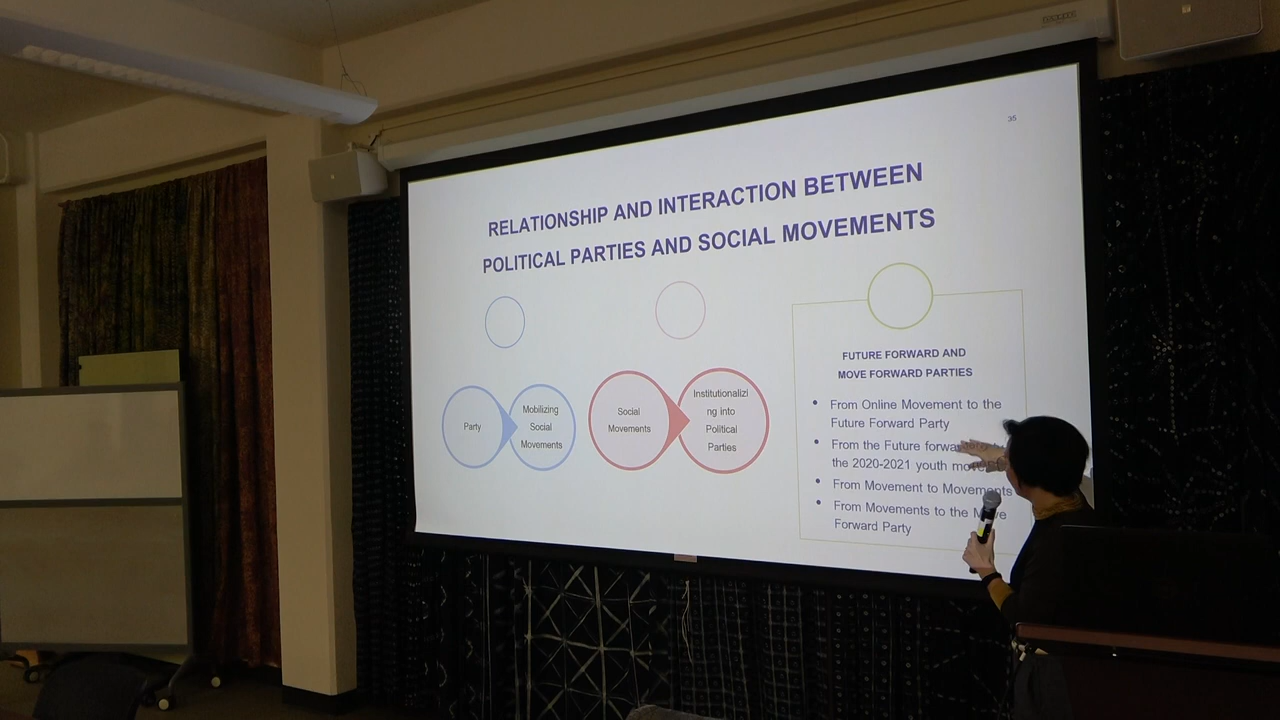 35
RELATIONSHIP AND INTERACTION BETWEEN
POLITICAL PARTIES AND SOCIAL MOVEMENTS
Party
Mobilizing
Social
Movements
Social
Movements
Institutionalizi
ng into
Political
Parties
FUTURE FORWARD AND
MOVE FORWARD PARTIES
• From Online Movement to the
Future Forward Party
• From the Future forward
the 2020-2021 youth
• From Movement to Movements
• From Movements to the Move
Forward Party